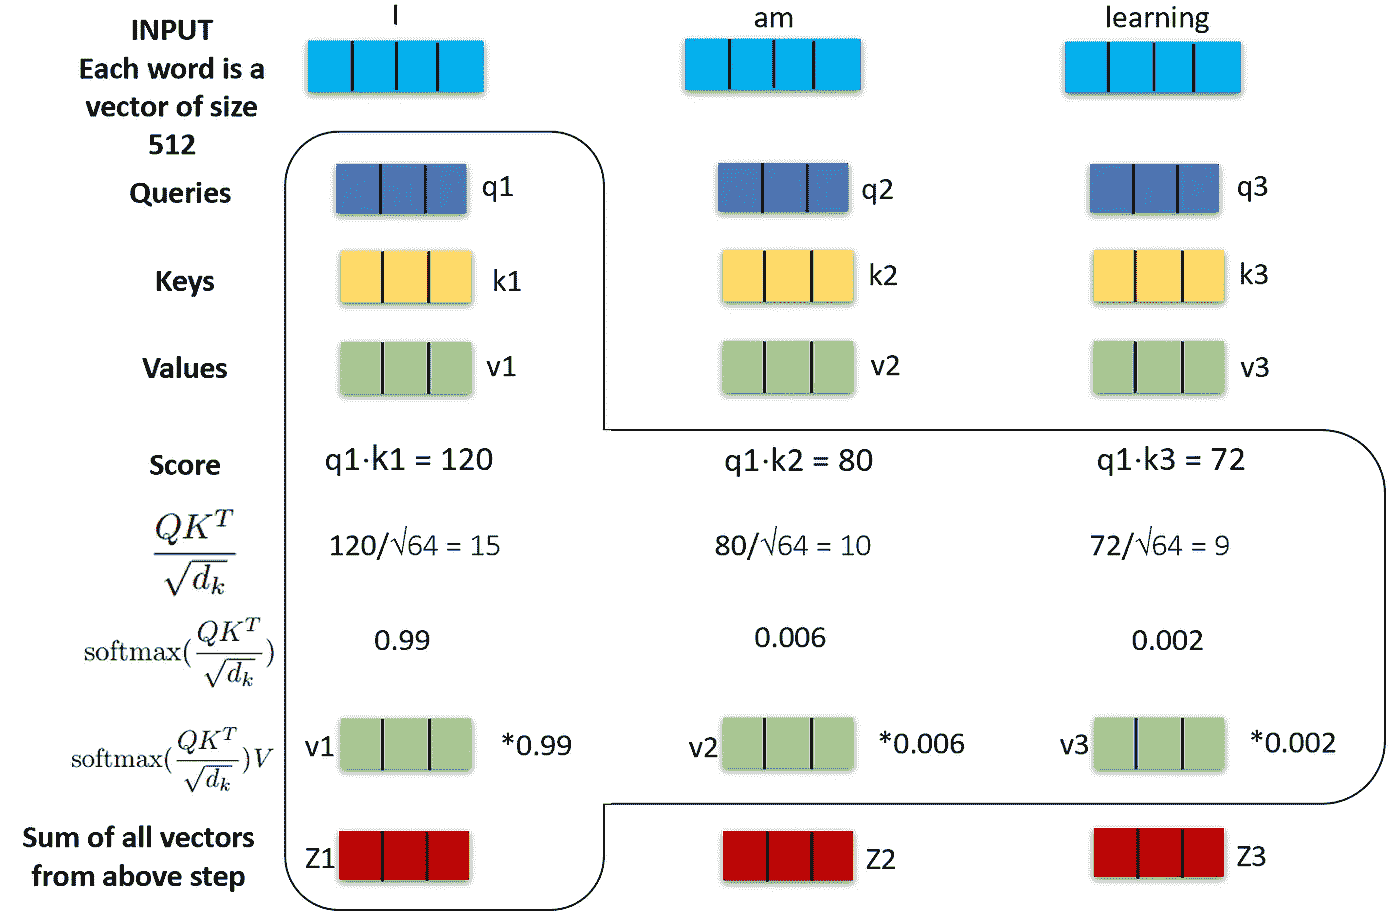 I am learning
INPUT
Each word is a
vector of size
512
Queries q1 q2 q3
Keys k1 k2 k3
Values v1 v2 v3
Score q1·k1 = 120 q1·k2 = 80 q1·k3 = 72
QK^T/√d_k 120/√64 = 15 80/√64 = 10 72/√64 = 9
softmax(QK^T/√d_k) 0.99 0.006 0.002
softmax(QK^T/√d_k)V v1 *0.99 v2 *0.006 v3 *0.002
Sum of all vectors
from above step Z1 Z2 Z3